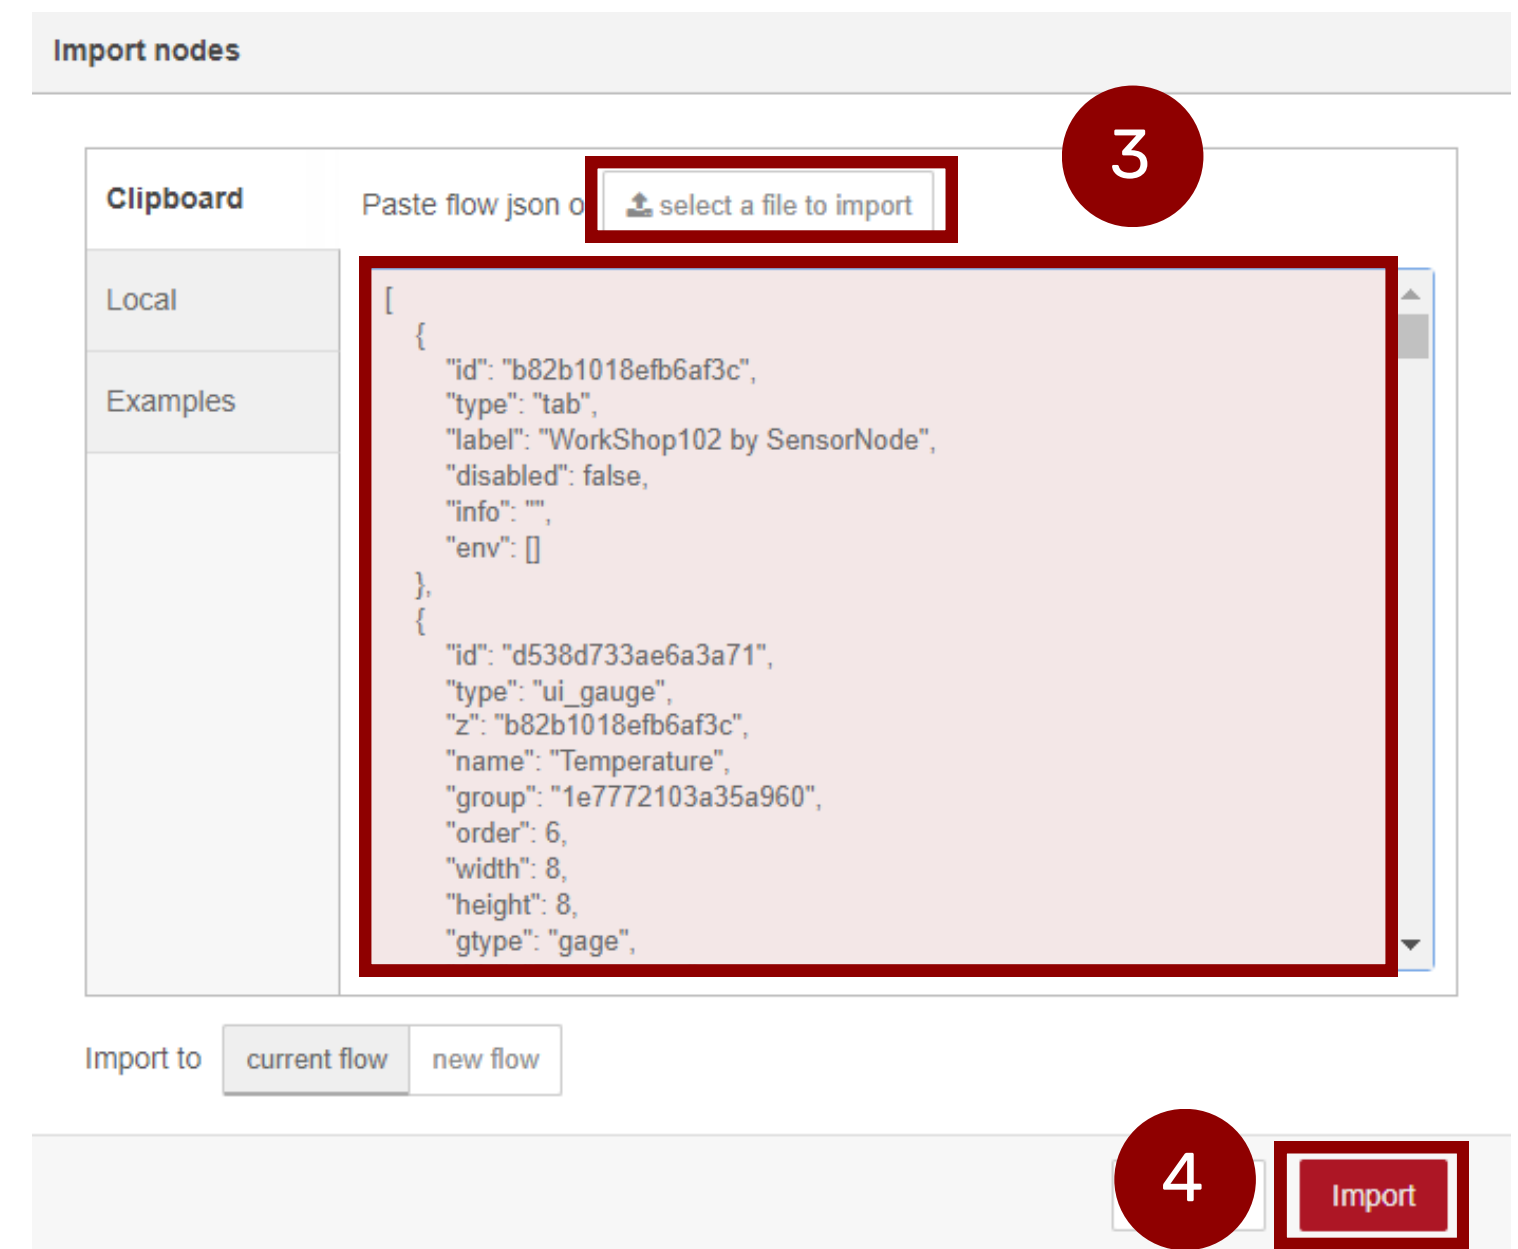 Import nodes
3
Clipboard
Paste flow json o
select a file to import
Local
Examples
[
{
"id": "b82b1018efb6af3c",
"type": "tab",
"label": "WorkShop102 by SensorNode",
"disabled": false,
"info": "",
"env": []
},
{
"id": "d538d733ae6a3a71",
"type": "ui_gauge",
"z": "b82b1018efb6af3c",
"name": "Temperature",
"group": "1e7772103a35a960",
"order": 6,
"width": 8,
"height": 8,
"gtype": "gage",
Import to
current flow
new flow
4
Import